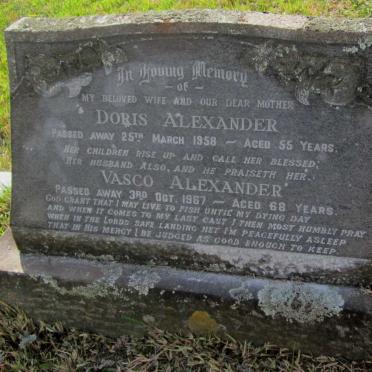 In Loving Memory
- of -
MY BELOVED WIFE AND OUR DEAR MOTHER
DORIS ALEXANDER
PASSED AWAY 25TH MARCH 1958 - AGED 55 YEARS.
HER CHILDREN RISE UP AND CALL HER BLESSED,
HER HUSBAND ALSO, AND HE PRAISETH HER.
VASCO ALEXANDER
PASSED AWAY 3RD OCT. 1967 - AGED 68 YEARS.
GOD GRANT THAT I MAY LIVE TO FISH UNTIL MY DYING DAY
AND WHEN IT COMES TO MY LAST CAST I THEN MOST HUMBLY PRAY
WHEN IN THE LORDS SAFE LANDING NET I'M PEACEFULLY ASLEEP
THAT IN HIS MERCY I BE JUDGED AS GOOD ENOUGH TO KEEP